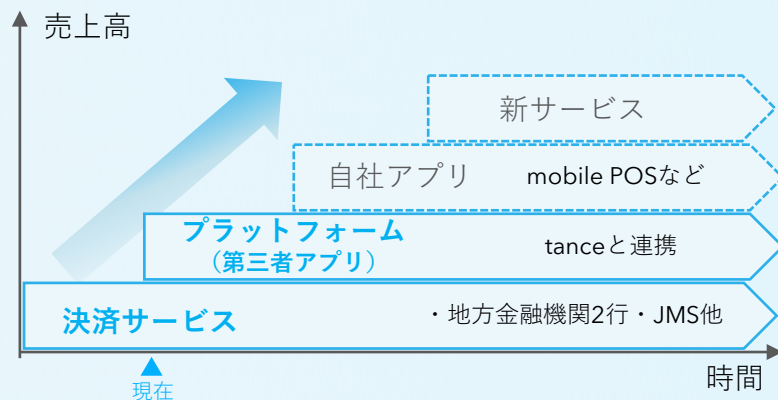 売上高
新サービス
自社アプリ mobile POSなど
プラットフォーム
（第三者アプリ） tanceと連携
決済サービス ・地方金融機関2行・JMS他
時間
現在